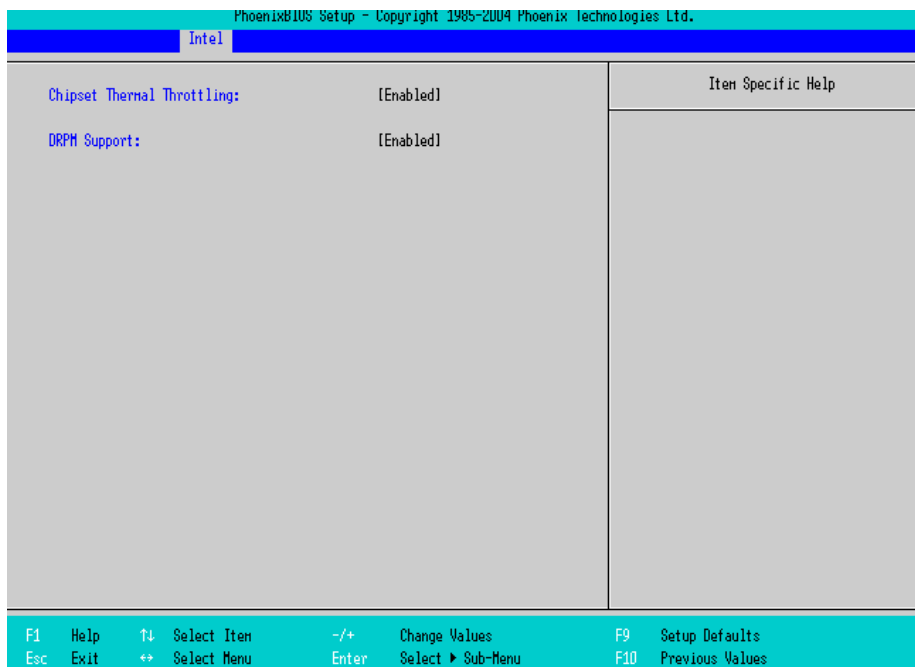 PhoenixBIOS Setup - Copyright 1985-2004 Phoenix Technologies Ltd.
Intel
Chipset Thermal Throttling: [Enabled]
DRPM Support: [Enabled]
Item Specific Help
F1 Help ↑↓ Select Item -/+ Change Values F9 Setup Defaults
Esc Exit ↔ Select Menu Enter Select ▶ Sub-Menu F10 Previous Values